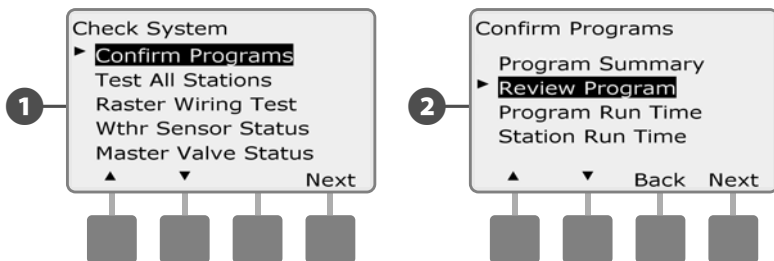 Check System
► Confirm Programs
Test All Stations
Raster Wiring Test
Wthr Sensor Status
Master Valve Status
▲ ▼ Next
1
Confirm Programs
Program Summary
► Review Program
Program Run Time
Station Run Time
▲ ▼ Back Next
2